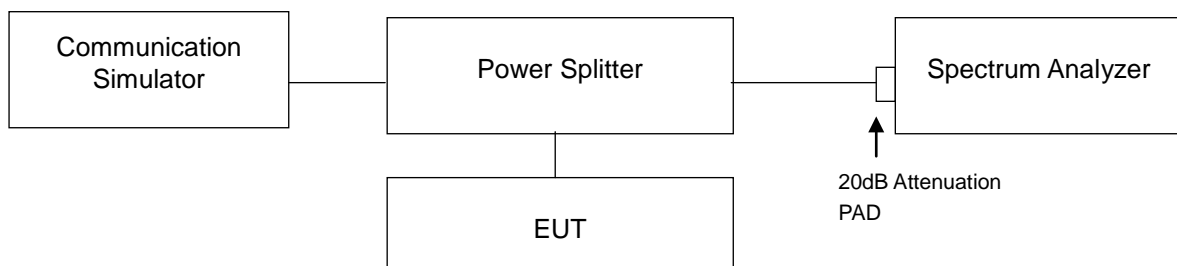 Communication
Simulator
Power Splitter
Spectrum Analyzer
20dB Attenuation
PAD
EUT